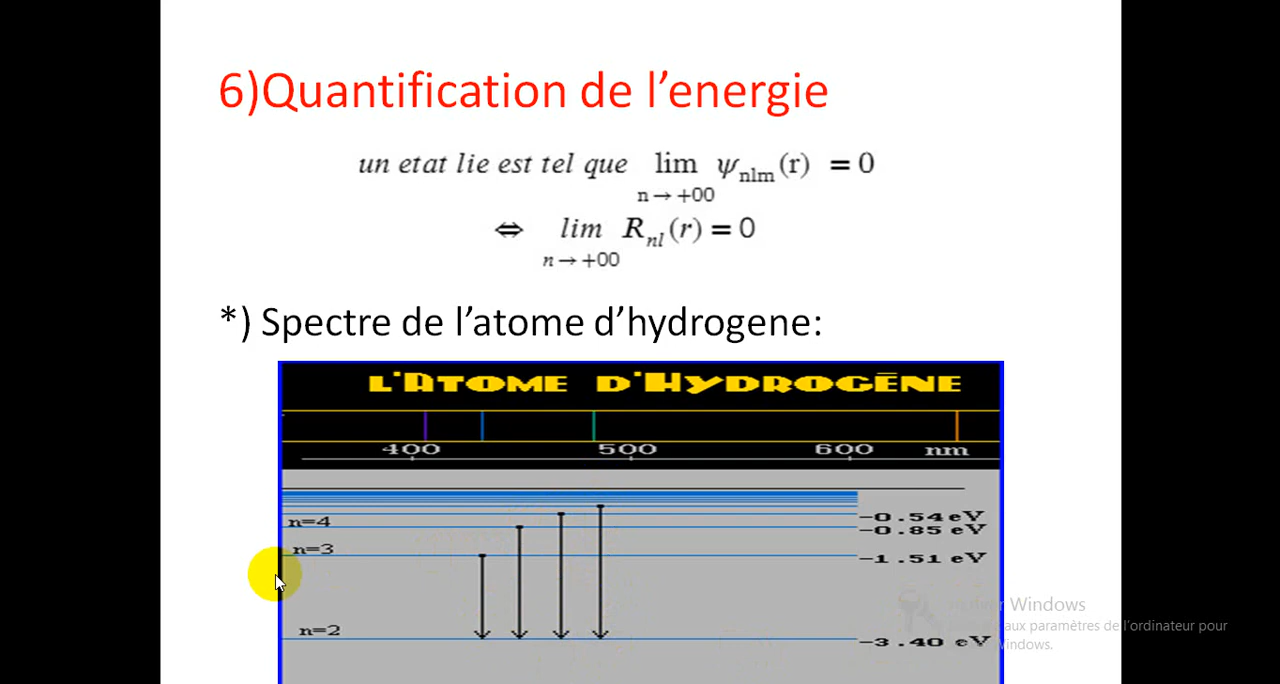 6)Quantification de l’energie
un etat lie est tel que lim ψnlm(r) = 0
n → +00
⇔ lim Rnl(r) = 0
n → +00
*) Spectre de l’atome d’hydrogene:
L'ATOME D'HYDROGÈNE
400 500 600 nm
n=4 -0.54 eV
-0.85 eV
n=3 -1.51 eV
Windows
aux paramètres de l'ordinateur pour
n=2 -3.40 eV
Windows.